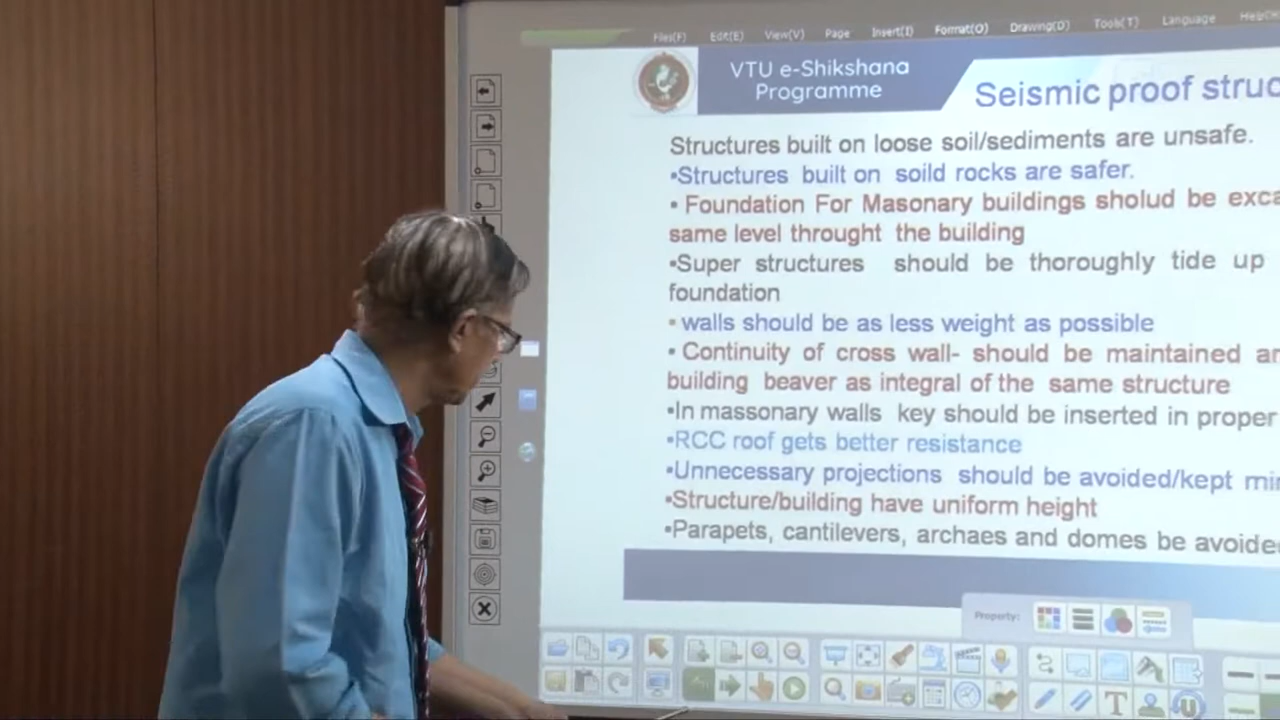 Files(F) Edit(E) View(V) Page Insert(I) Format(O) Drawing(D) Tools(T) Language
VTU e-Shikshana
Programme
Seismic proof struc
Structures built on loose soil/sediments are unsafe.
•Structures built on soild rocks are safer.
• Foundation For Masonary buildings sholud be exca
same level throught the building
•Super structures should be thoroughly tide up
foundation
•walls should be as less weight as possible
• Continuity of cross wall- should be maintained an
building beaver as integral of the same structure
•In massonary walls key should be inserted in proper
•RCC roof gets better resistance
•Unnecessary projections should be avoided/kept min
•Structure/building have uniform height
•Parapets, cantilevers, archaes and domes be avoide
Property: